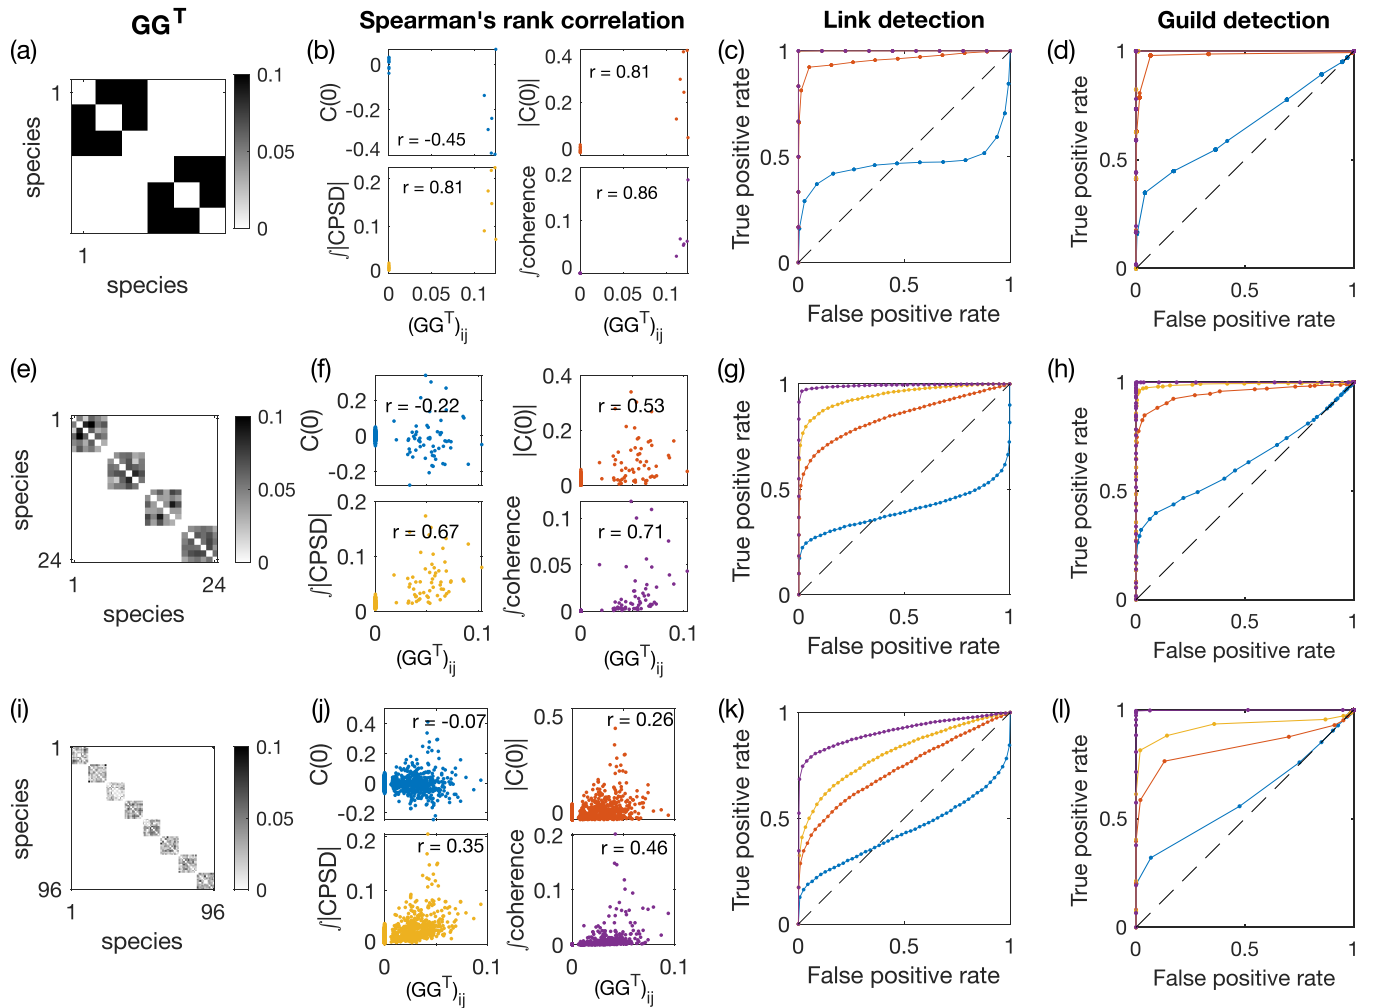 GG^T
Spearman's rank correlation
Link detection
Guild detection
(a)
1
species
1
species
0.1
0.05
0
(b)
C(0)
0
-0.2
-0.4
r = -0.45
|C(0)|
0.4
0.2
0
r = 0.81
∫|CPSD|
0.2
0.1
0
r = 0.81
0
0.05
0.1
(GG^T)ij
∫coherence
0.2
0.1
0
r = 0.86
0
0.05
0.1
(GG^T)ij
(c)
True positive rate
1
0.5
0
0
0.5
1
False positive rate
(d)
True positive rate
1
0.5
0
0
0.5
1
False positive rate
(e)
1
species
24
1
24
species
0.1
0.05
0
(f)
C(0)
0.2
0
-0.2
r = -0.22
|C(0)|
0.4
0.2
0
r = 0.53
∫|CPSD|
0.2
0.1
0
r = 0.67
0
0.1
(GG^T)ij
∫coherence
0.1
0.05
0
r = 0.71
0
0.1
(GG^T)ij
(g)
True positive rate
1
0.5
0
0
0.5
1
False positive rate
(h)
True positive rate
1
0.5
0
0
0.5
1
False positive rate
(i)
1
species
96
1
96
species
0.1
0.05
0
(j)
C(0)
0.4
0.2
0
-0.2
r = -0.07
|C(0)|
0.5
0
r = 0.26
∫|CPSD|
0.2
0.1
0
r = 0.35
0
0.1
(GG^T)ij
∫coherence
0.2
0.1
0
r = 0.46
0
0.1
(GG^T)ij
(k)
True positive rate
1
0.5
0
0
0.5
1
False positive rate
(l)
True positive rate
1
0.5
0
0
0.5
1
False positive rate